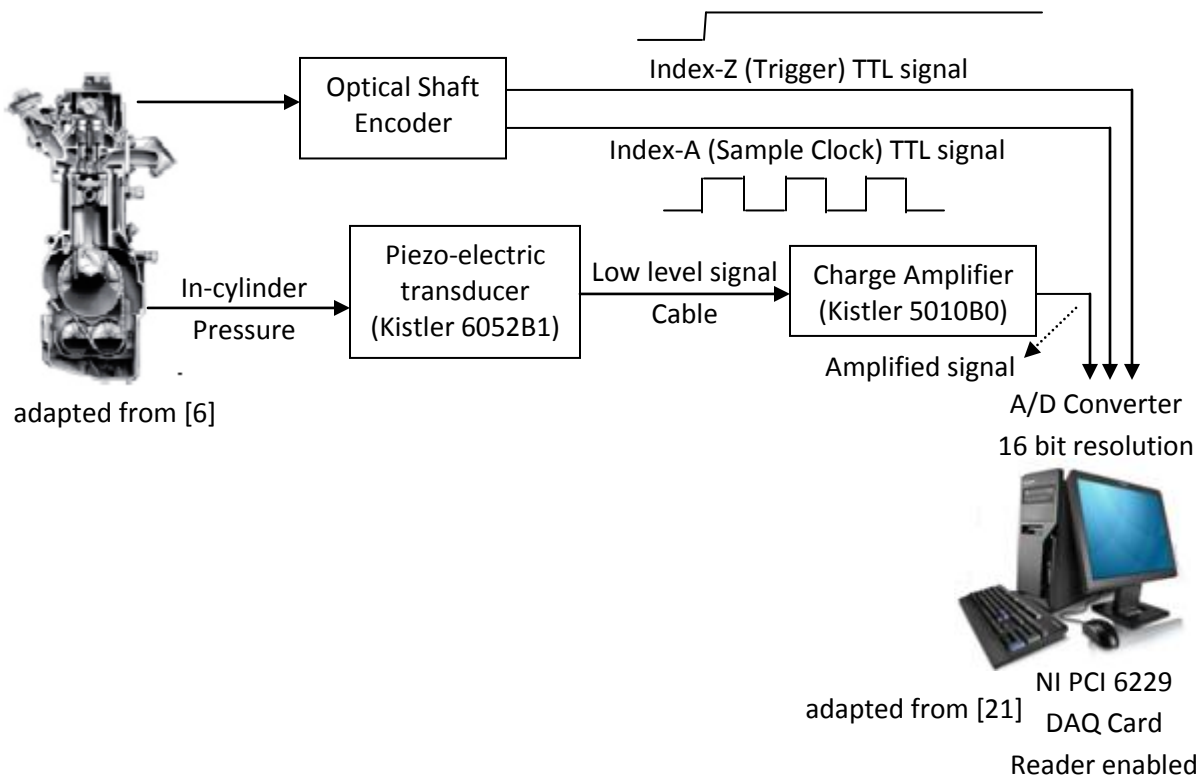 Index-Z (Trigger) TTL signal
Optical Shaft
Encoder
Index-A (Sample Clock) TTL signal
In-cylinder
Pressure
Piezo-electric
transducer
(Kistler 6052B1)
Low level signal
Cable
Charge Amplifier
(Kistler 5010B0)
Amplified signal
adapted from [6]
A/D Converter
16 bit resolution
adapted from [21]
NI PCI 6229
DAQ Card
Reader enabled